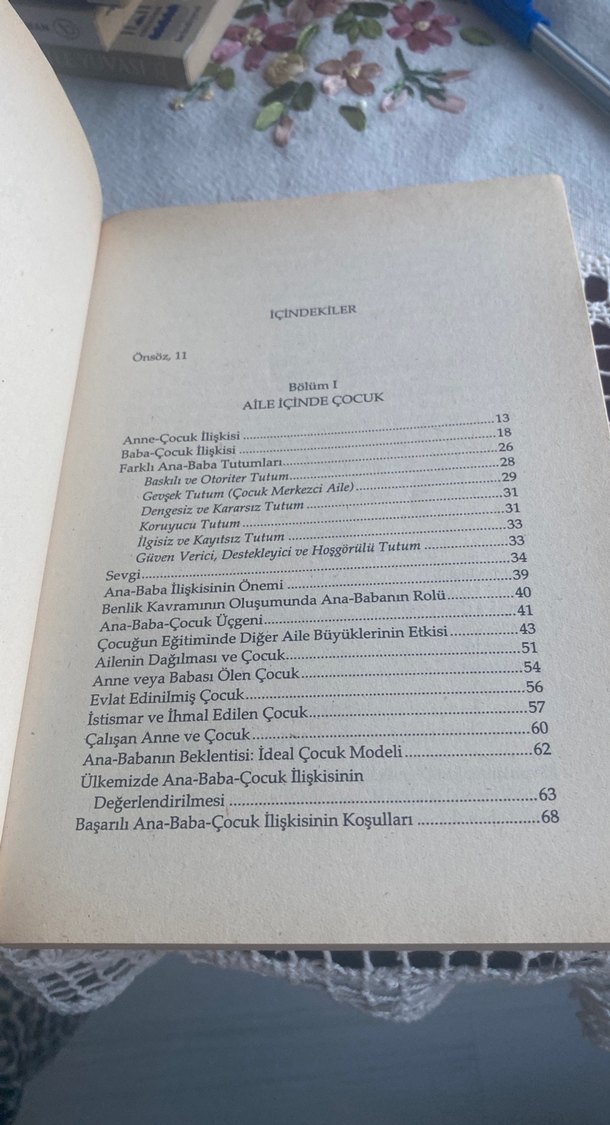 İÇİNDEKİLER
Önsöz, 11
Bölüm I
AİLE İÇİNDE ÇOCUK
Anne-Çocuk İlişkisi ........................................................13
Baba-Çocuk İlişkisi ........................................................18
Farklı Ana-Baba Tutumları........................................................26
Baskılı ve Otoriter Tutum........................................................28
Gevşek Tutum (Çocuk Merkezci Aile)........................................29
Dengesiz ve Kararsız Tutum ........................................................31
Koruyucu Tutum ........................................................31
İlgisiz ve Kayıtsız Tutum ........................................................33
Güven Verici, Destekleyici ve Hoşgörülü Tutum ........................33
Sevgi........................................................................34
Ana-Baba İlişkisinin Önemi ........................................................39
Benlik Kavramının Oluşumunda Ana-Babanın Rolü................40
Ana-Baba-Çocuk Üçgeni........................................................41
Çocuğun Eğitiminde Diğer Aile Büyüklerinin Etkisi................43
Ailenin Dağılması ve Çocuk........................................................51
Anne veya Babası Ölen Çocuk........................................................54
Evlat Edinilmiş Çocuk........................................................56
İstismar ve İhmal Edilen Çocuk........................................................57
Çalışan Anne ve Çocuk........................................................60
Ana-Babanın Beklentisi: İdeal Çocuk Modeli ........................62
Ülkemizde Ana-Baba-Çocuk İlişkisinin
Değerlendirilmesi ........................................................63
Başarılı Ana-Baba-Çocuk İlişkisinin Koşulları ........................68